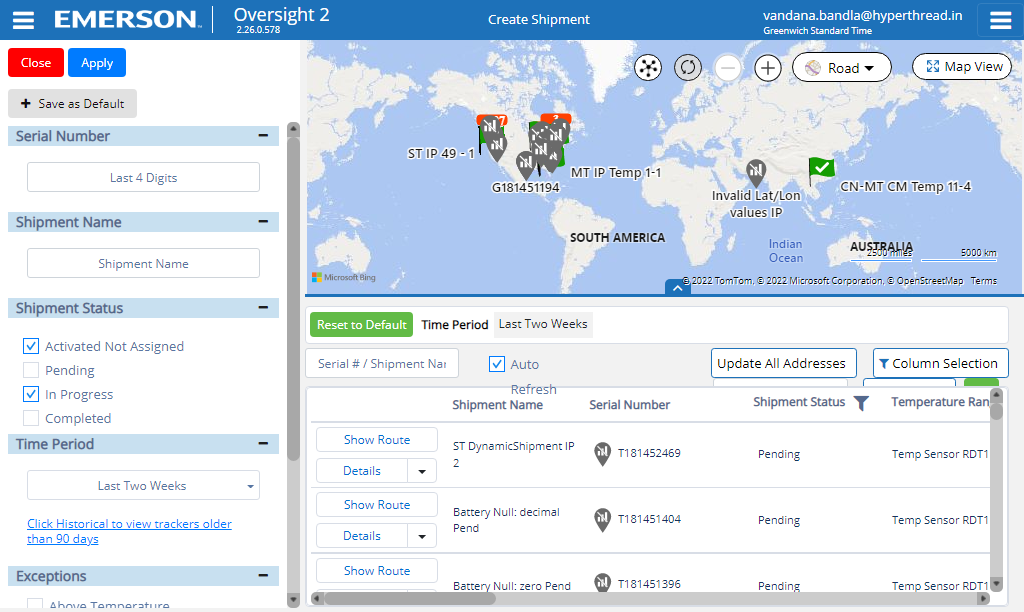 EMERSON
Oversight 2
2.26.0.578
Create Shipment
vandana.bandla@hyperthread.in
Greenwich Standard Time
Close
Apply
+ Save as Default
Serial Number
Last 4 Digits
Shipment Name
Shipment Name
Shipment Status
Activated Not Assigned
Pending
In Progress
Completed
Time Period
Last Two Weeks
Click Historical to view trackers older
than 90 days
Exceptions
Above Temperature
Road
Map View
ST IP 49 - 1
G181451194
MT IP Temp 1-1
Invalid Lat/Lon
values IP
CN-MT CM Temp 11-4
SOUTH AMERICA
Indian
Ocean
AUSTRALIA
2500 miles
5000 km
Microsoft Bing
© 2022 TomTom, © 2022 Microsoft Corporation, © OpenStreetMap Terms
Reset to Default
Time Period
Last Two Weeks
Serial # / Shipment Nar
Auto
Refresh
Update All Addresses
Column Selection
Shipment Name
Serial Number
Shipment Status
Temperature Ran
Show Route
Details
ST DynamicShipment IP
2
T181452469
Pending
Temp Sensor RDT1
Show Route
Details
Battery Null: decimal
Pend
T181451404
Pending
Temp Sensor RDT1
Show Route
Battery Null: zero Pend
T181451396
Pending
Temp Sensor RDT1